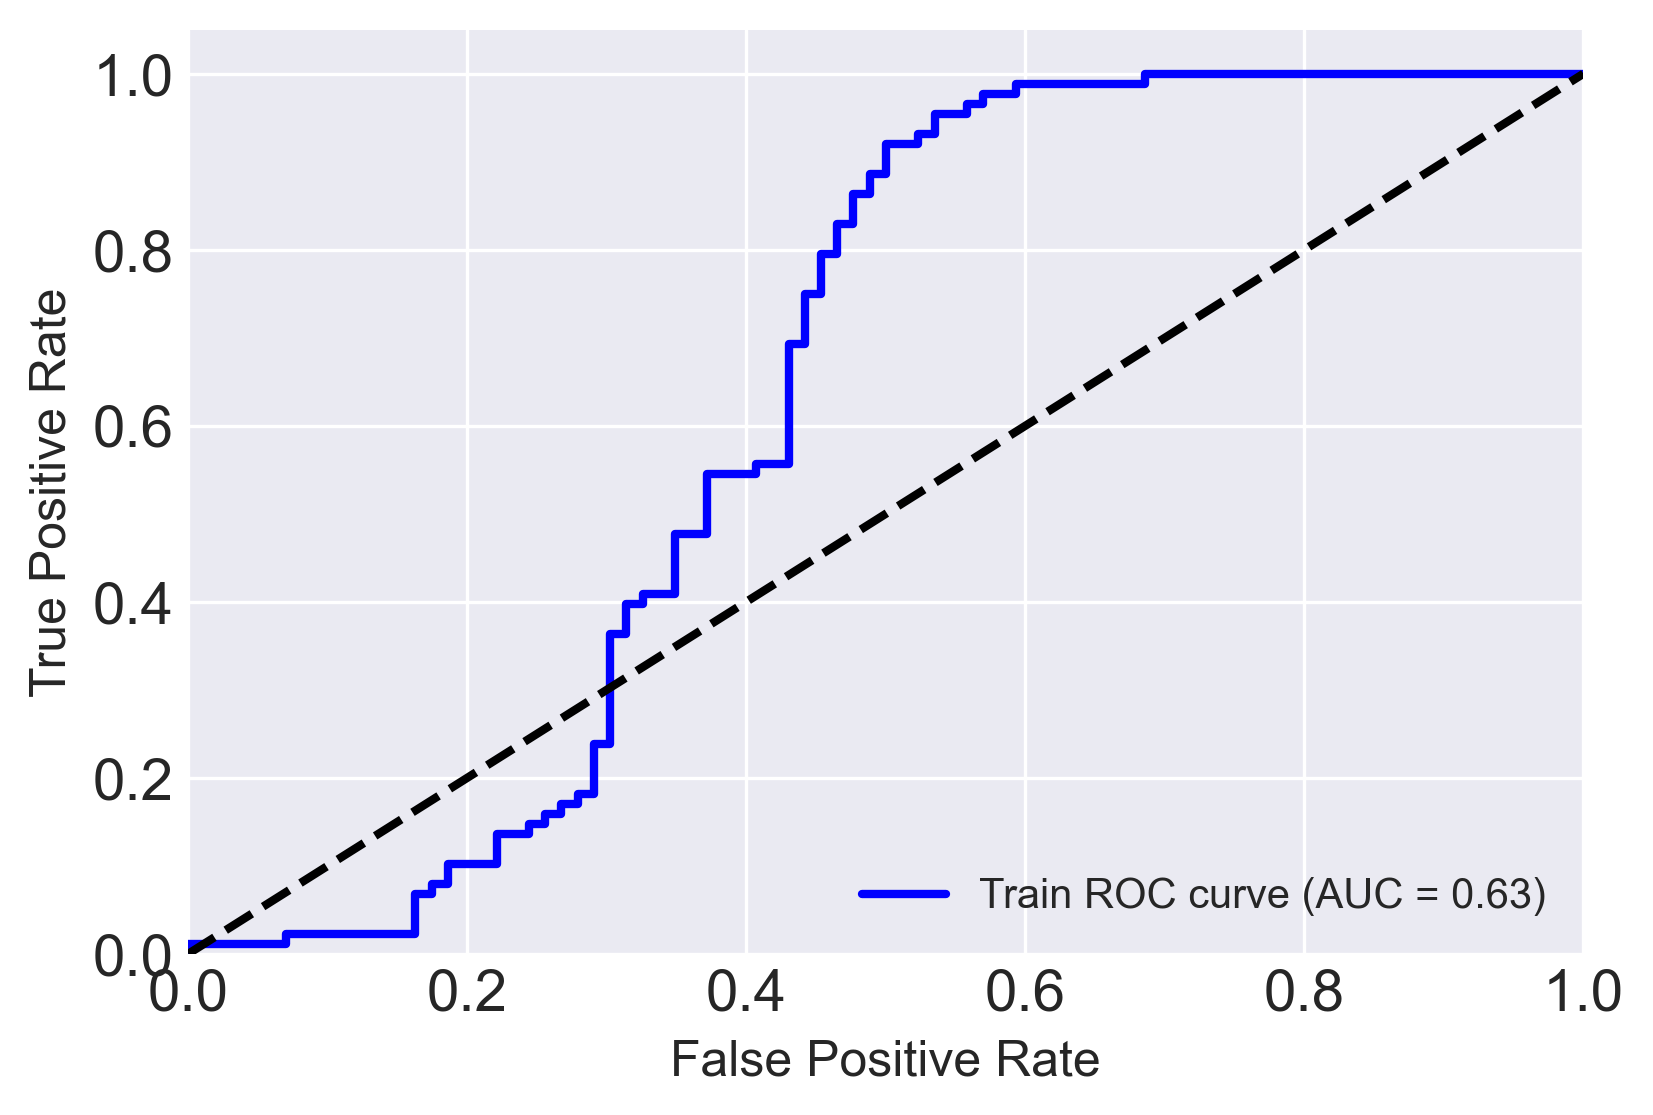 True Positive Rate
1.0
0.8
0.6
0.4
0.2
0.0
Train ROC curve (AUC = 0.63)
0.0 0.2 0.4 0.6 0.8 1.0
False Positive Rate